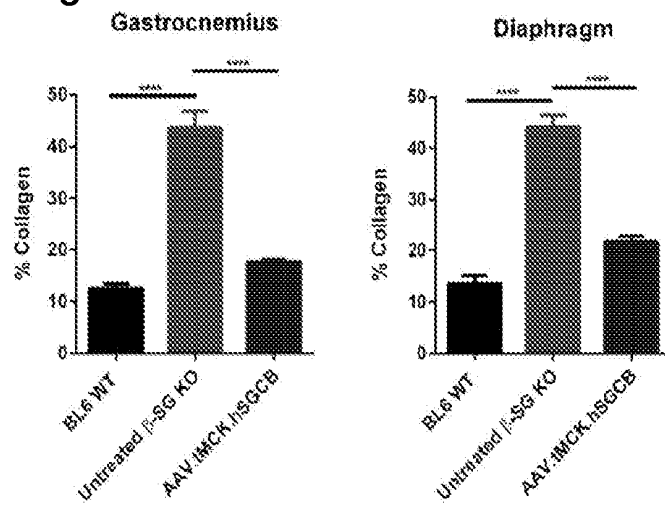 Gastrocnemius
****
****
50
40
30
20
10
0
% Collagen
BL6 WT
Untreated β-SG KO
AAV.tMCK.hSGCB
Diaphragm
****
****
50
40
30
20
10
0
% Collagen
BL6 WT
Untreated β-SG KO
AAV.tMCK.hSGCB